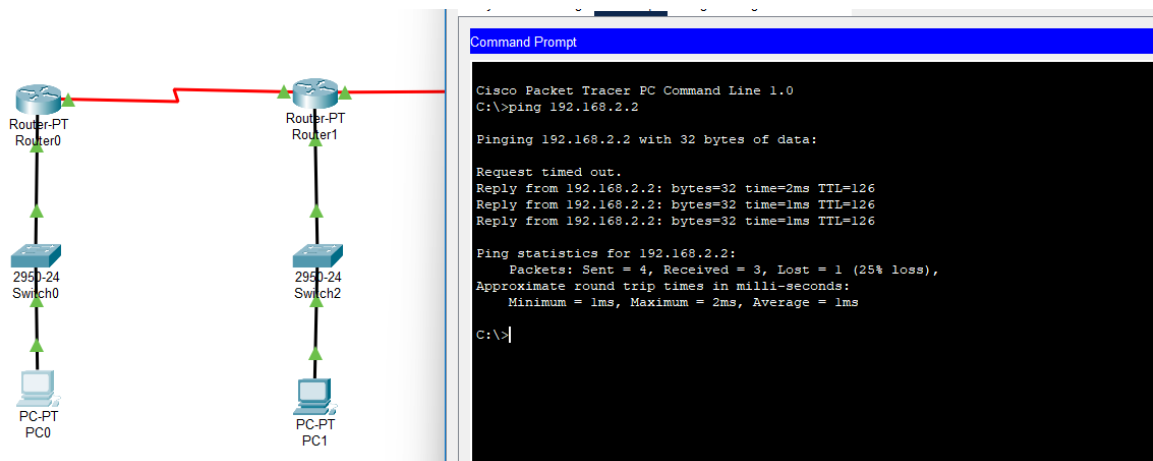 Command Prompt
Cisco Packet Tracer PC Command Line 1.0
C:\>ping 192.168.2.2
Pinging 192.168.2.2 with 32 bytes of data:
Request timed out.
Reply from 192.168.2.2: bytes=32 time=2ms TTL=126
Reply from 192.168.2.2: bytes=32 time=1ms TTL=126
Reply from 192.168.2.2: bytes=32 time=1ms TTL=126
Ping statistics for 192.168.2.2:
Packets: Sent = 4, Received = 3, Lost = 1 (25% loss),
Approximate round trip times in milli-seconds:
Minimum = 1ms, Maximum = 2ms, Average = 1ms
C:\>
Router-PT
Router0
Router-PT
Router1
2950-24
Switch0
2950-24
Switch2
PC-PT
PC0
PC-PT
PC1